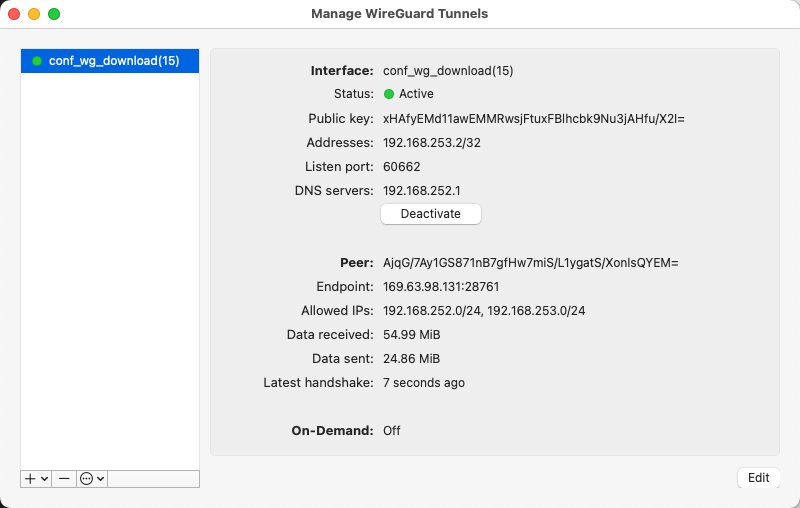 Manage WireGuard Tunnels
conf_wg_download(15)
Interface: conf_wg_download(15)
Status: Active
Public key: xHAfyEMd11awEMMRwsjFtuxFBlhcbk9Nu3jAHfu/X2I=
Addresses: 192.168.253.2/32
Listen port: 60662
DNS servers: 192.168.252.1
Deactivate
Peer: AjqG/7Ay1GS871nB7gfHw7miS/L1ygatS/XonlsQYEM=
Endpoint: 169.63.98.131:28761
Allowed IPs: 192.168.252.0/24, 192.168.253.0/24
Data received: 54.99 MiB
Data sent: 24.86 MiB
Latest handshake: 7 seconds ago
On-Demand: Off
Edit